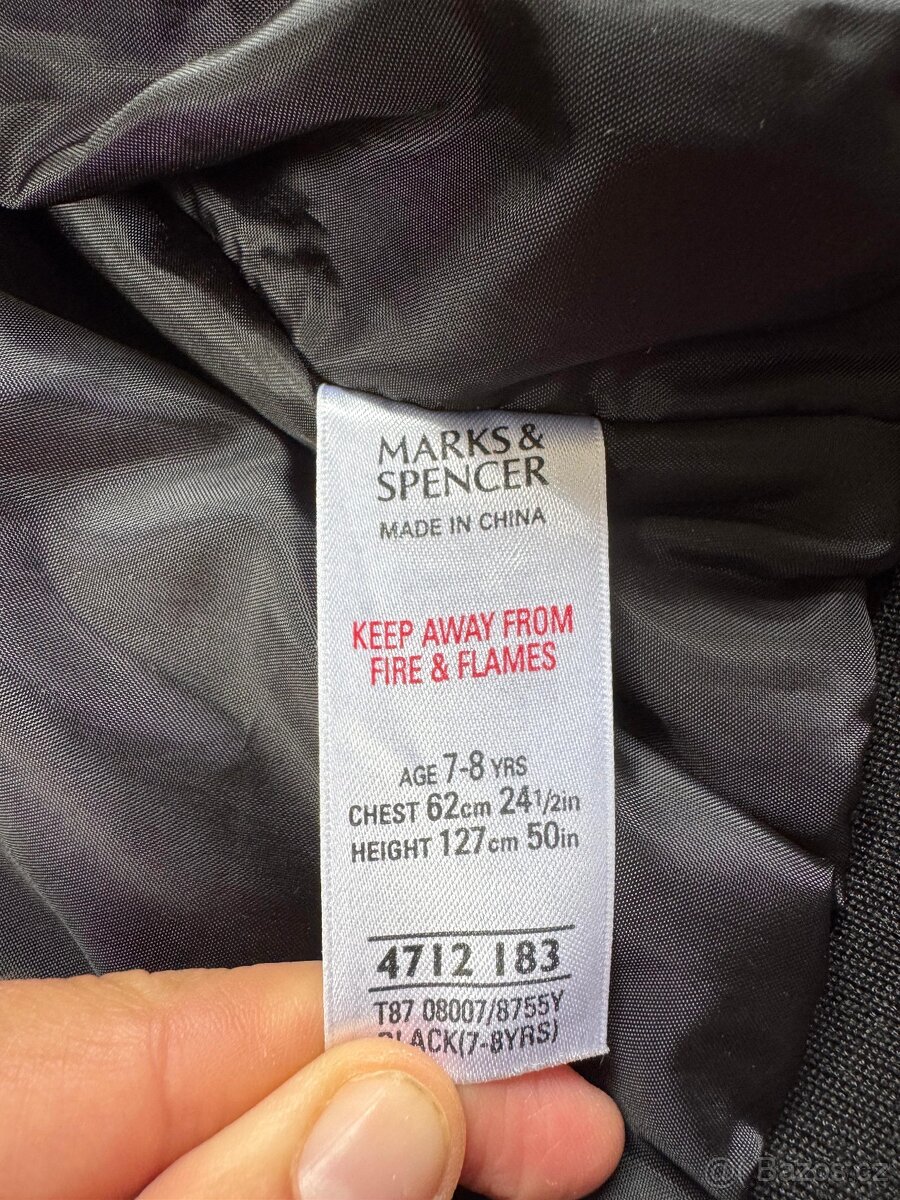 MARKS &
SPENCER
MADE IN CHINA
KEEP AWAY FROM
FIRE & FLAMES
AGE 7-8 YRS
CHEST 62cm 24 1/2in
HEIGHT 127cm 50in
4712 183
T87 08007/8755Y
BLACK(7-8YRS)
Bazos.cz